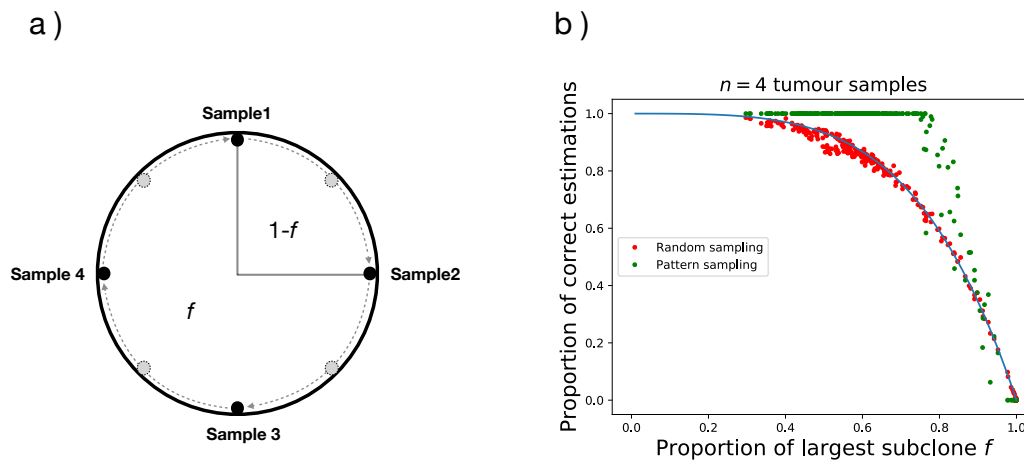 a)
Sample1
1-f
Sample 4
Sample2
f
Sample 3
b)
n = 4 tumour samples
Proportion of correct estimations
1.0
0.8
0.6
0.4
0.2
0.0
Random sampling
Pattern sampling
0.0 0.2 0.4 0.6 0.8 1.0
Proportion of largest subclone f